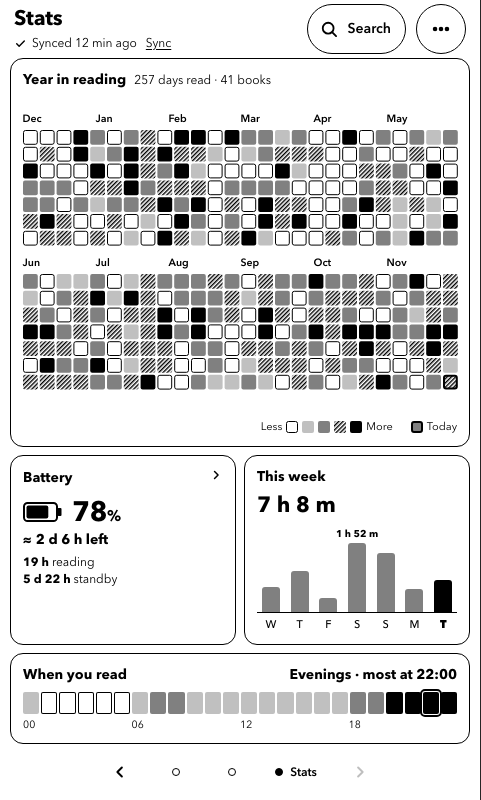 Stats
Synced 12 min ago Sync
Search
Year in reading 257 days read · 41 books
Dec Jan Feb Mar Apr May
Jun Jul Aug Sep Oct Nov
Less More Today
Battery
78%
≈ 2 d 6 h left
19 h reading
5 d 22 h standby
This week
7 h 8 m
1 h 52 m
W T F S S M T
When you read Evenings · most at 22:00
00 06 12 18
Stats